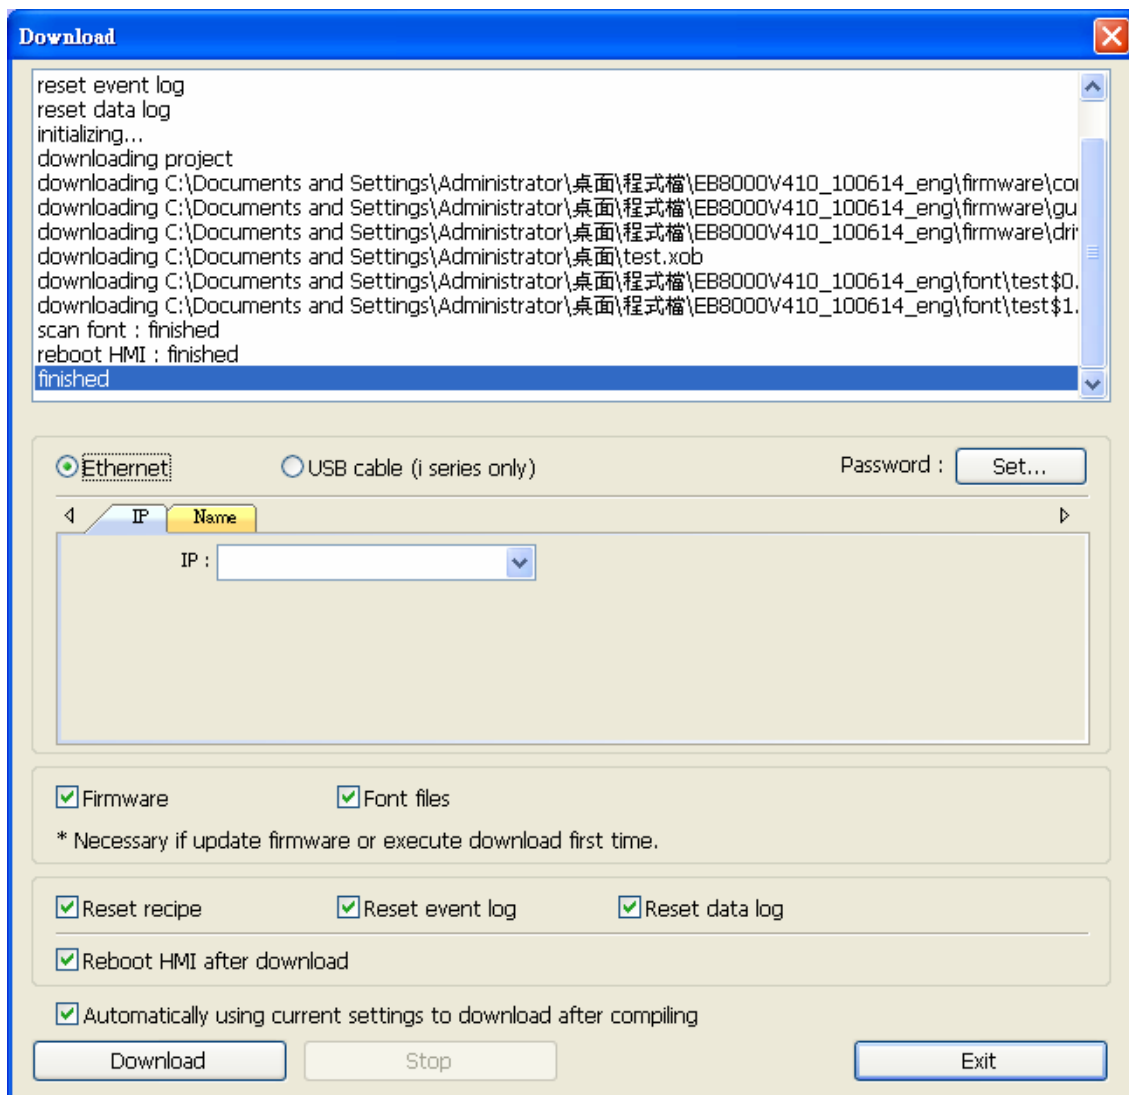 Download
reset event log
reset data log
initializing...
downloading project
downloading C:\Documents and Settings\Administrator\桌面\程式檔\EB8000V410_100614_eng\firmware\con
downloading C:\Documents and Settings\Administrator\桌面\程式檔\EB8000V410_100614_eng\firmware\gu
downloading C:\Documents and Settings\Administrator\桌面\程式檔\EB8000V410_100614_eng\firmware\dri
downloading C:\Documents and Settings\Administrator\桌面\test.xob
downloading C:\Documents and Settings\Administrator\桌面\程式檔\EB8000V410_100614_eng\font\test$0.
downloading C:\Documents and Settings\Administrator\桌面\程式檔\EB8000V410_100614_eng\font\test$1.
scan font : finished
reboot HMI : finished
finished
Ethernet USB cable (i series only) Password : Set...
IP Name
IP :
Firmware Font files
* Necessary if update firmware or execute download first time.
Reset recipe Reset event log Reset data log
Reboot HMI after download
Automatically using current settings to download after compiling
Download Stop Exit